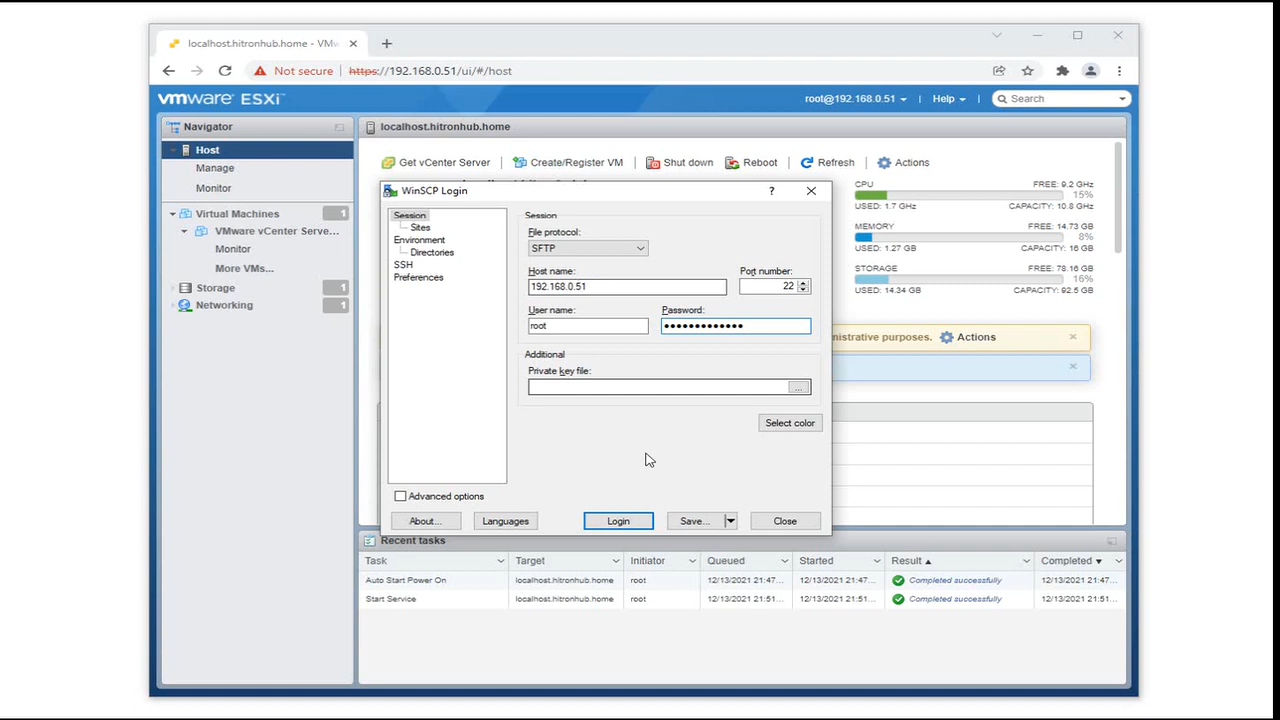 localhost.hitronhub.home - VMw
Not secure
https://192.168.0.51/ui/#/host
vmware ESXi
root@192.168.0.51
Help
Search
Navigator
localhost.hitronhub.home
Host
Manage
Monitor
Virtual Machines 1
VMware vCenter Serve...
Monitor
More VMs...
Storage 1
Networking 1
Get vCenter Server
Create/Register VM
Shut down
Reboot
Refresh
Actions
CPU FREE: 9.2 GHz
15%
USED: 1.7 GHz CAPACITY: 10.8 GHz
MEMORY FREE: 14.73 GB
8%
USED: 1.27 GB CAPACITY: 16 GB
STORAGE FREE: 78.16 GB
16%
USED: 14.34 GB CAPACITY: 92.5 GB
nistrative purposes. Actions
WinSCP Login
Session
Sites
Environment
Directories
SSH
Preferences
Session
File protocol:
SFTP
Host name: Port number:
192.168.0.51 22
User name: Password:
root •••••••••••••
Additional
Private key file:
...
Select color
Advanced options
About... Languages Login Save... Close
Recent tasks
Task Target Initiator Queued Started Result Completed
Auto Start Power On localhost.hitronhub.home root 12/13/2021 21:47... 12/13/2021 21:47... Completed successfully 12/13/2021 21:47...
Start Service localhost.hitronhub.home root 12/13/2021 21:51... 12/13/2021 21:51... Completed successfully 12/13/2021 21:51...